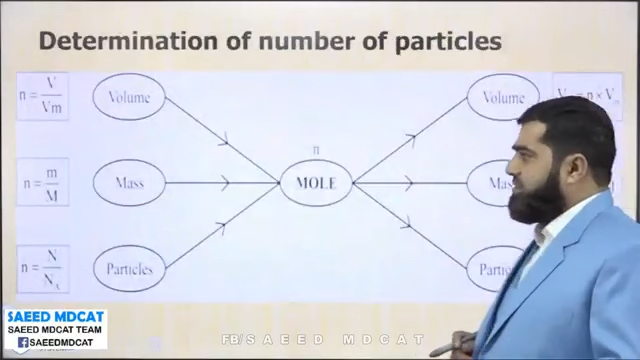 Determination of number of particles
n = V / Vm
Volume
Volume
n × V
n
n = m / M
Mass
MOLE
n = N / N
Particles
SAEED MDCAT
SAEED MDCAT TEAM
SAEEDMDCAT
FB/SAEED MDCAT